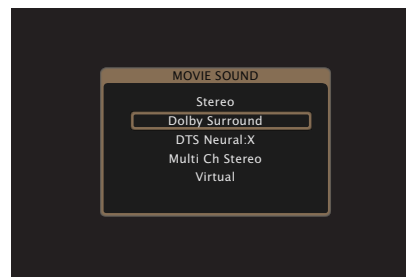 MOVIE SOUND
Stereo
Dolby Surround
DTS Neural:X
Multi Ch Stereo
Virtual